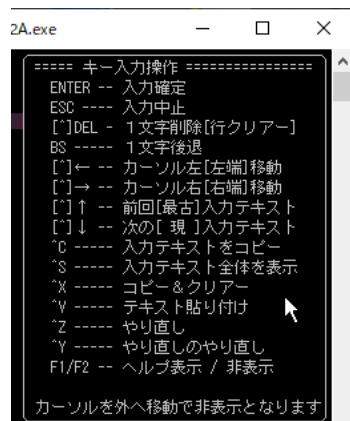 2A.exe
===== キー入力操作 ================
ENTER -- 入力確定
ESC ---- 入力中止
[^]DEL - １文字削除[行クリアー]
BS ----- １文字後退
[^]← -- カーソル左[左端]移動
[^]→ -- カーソル右[右端]移動
[^]↑ -- 前回[最古]入力テキスト
[^]↓ -- 次の[ 現 ]入力テキスト
^C ----- 入力テキストをコピー
^S ----- 入力テキスト全体を表示
^X ----- コピー＆クリアー
^V ----- テキスト貼り付け
^Z ----- やり直し
^Y ----- やり直しのやり直し
F1/F2 -- ヘルプ表示 / 非表示
カーソルを外へ移動で非表示となります